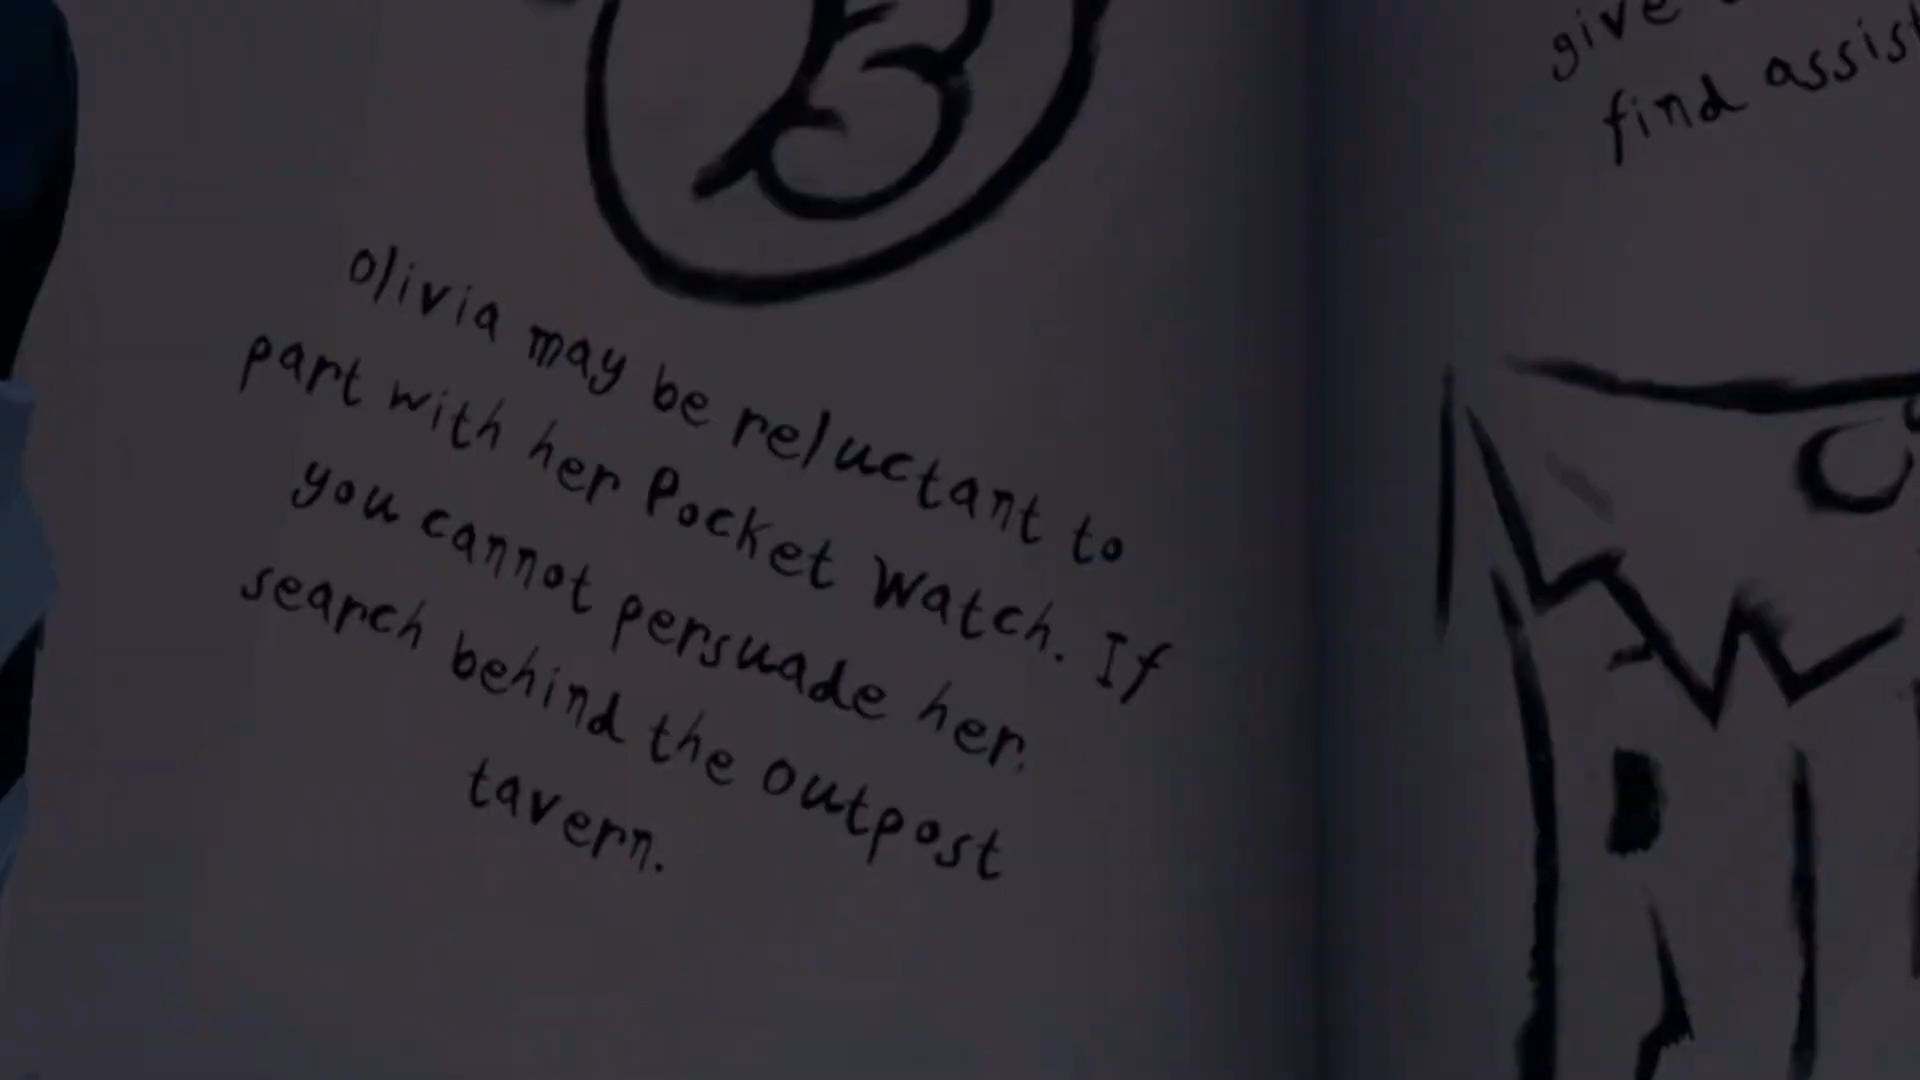 Olivia may be reluctant to
part with her Pocket Watch. If
you cannot persuade her,
search behind the Outpost
tavern.
give
find assist